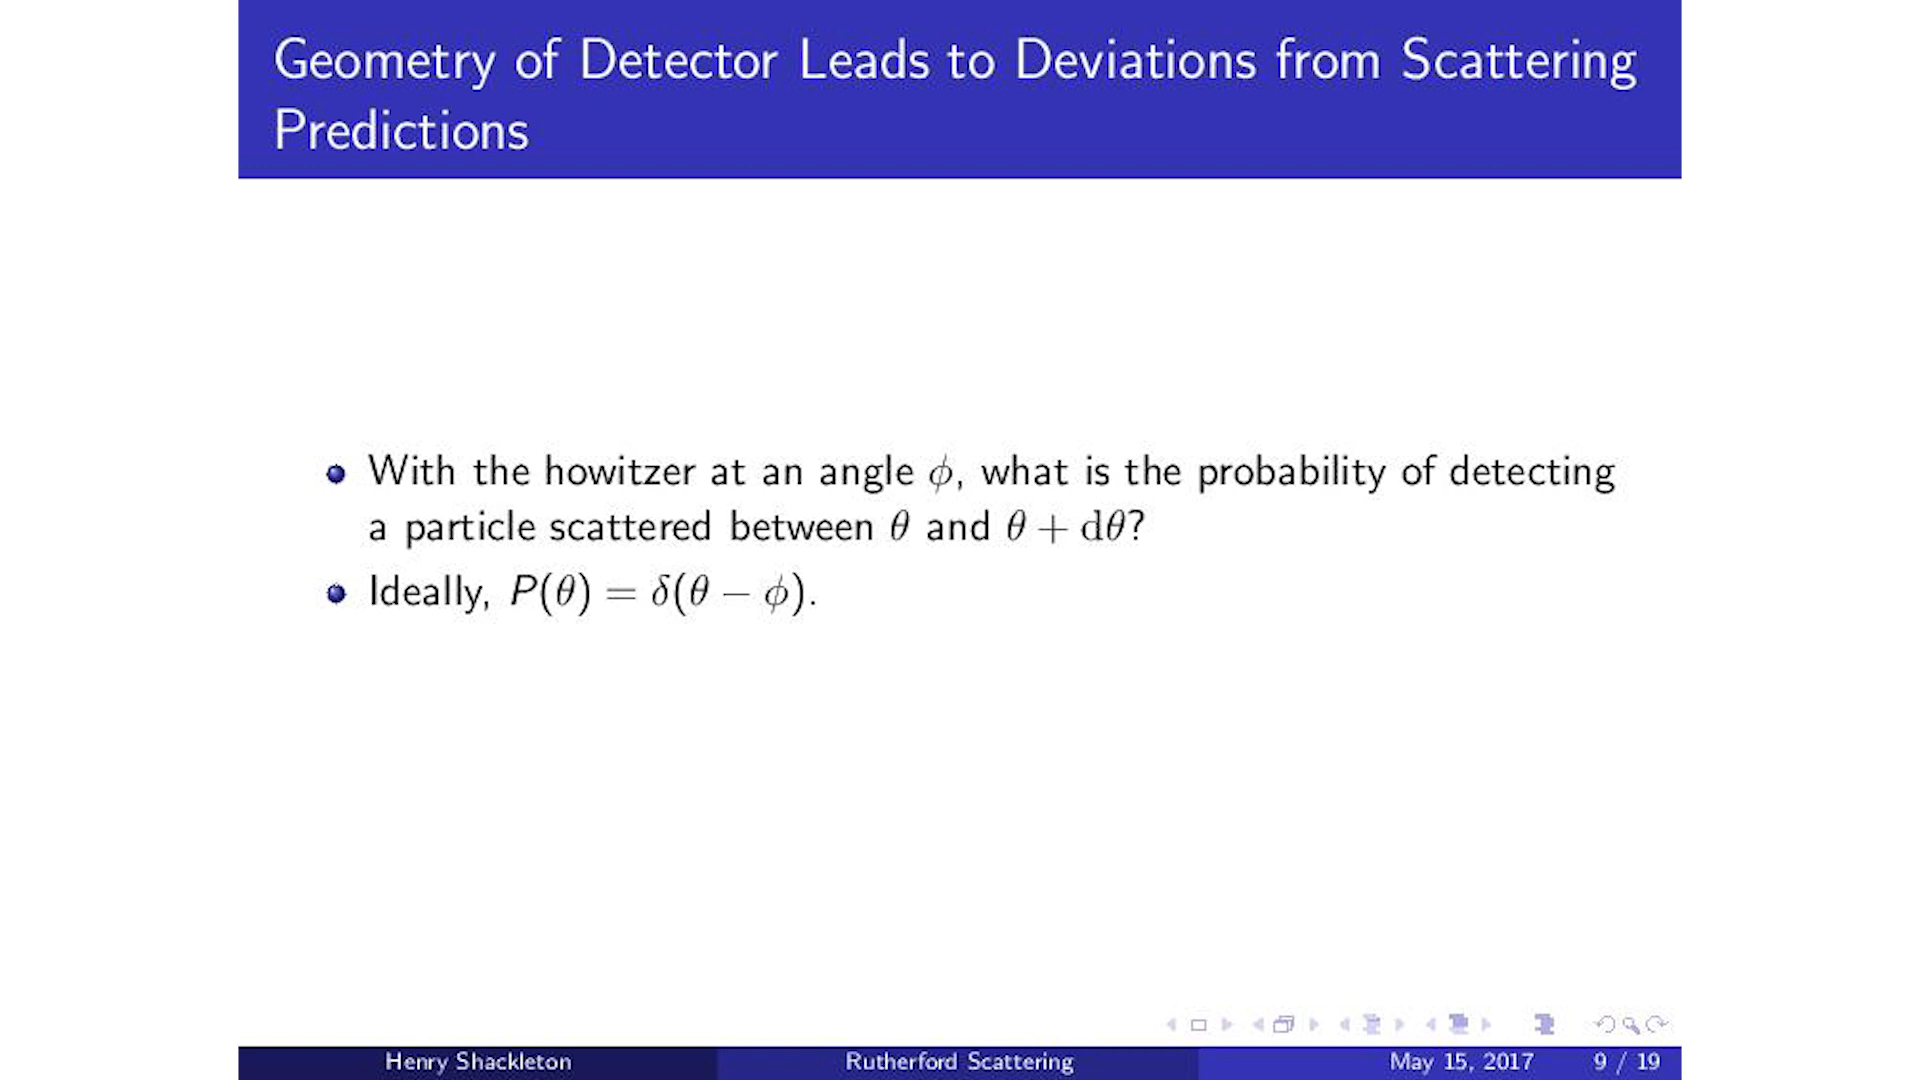 Geometry of Detector Leads to Deviations from Scattering
Predictions
With the howitzer at an angle ϕ, what is the probability of detecting
a particle scattered between θ and θ + dθ?
Ideally, P(θ) = δ(θ − ϕ).
Henry Shackleton Rutherford Scattering May 15, 2017 9 / 19